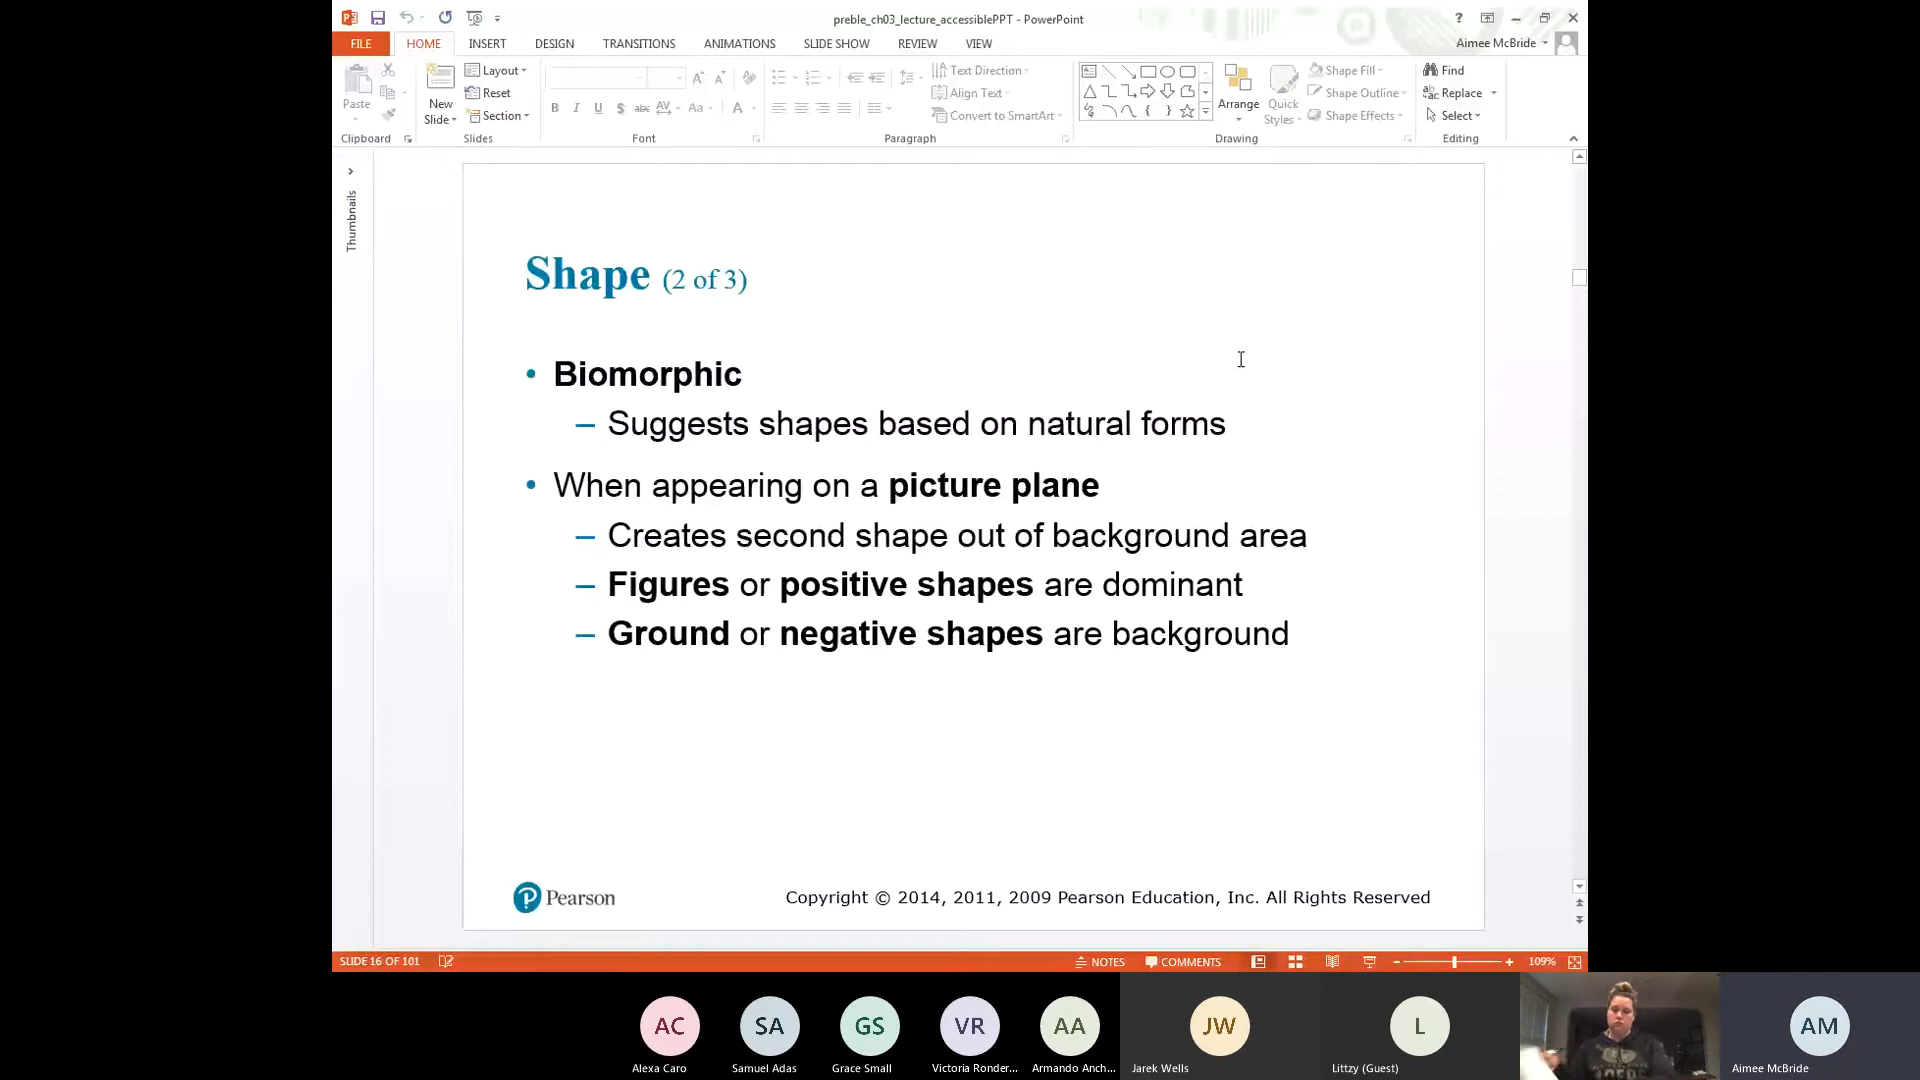 preble_ch03_lecture_accessiblePPT - PowerPoint
FILE HOME INSERT DESIGN TRANSITIONS ANIMATIONS SLIDE SHOW REVIEW VIEW Aimee McBride
Paste
Clipboard
New Slide
Layout
Reset
Section
Slides
B I U S abc AV Aa A
Font
Text Direction
Align Text
Convert to SmartArt
Paragraph
Arrange
Quick Styles
Shape Fill
Shape Outline
Shape Effects
Drawing
Find
Replace
Select
Editing
Thumbnails
Shape (2 of 3)
• Biomorphic
– Suggests shapes based on natural forms
• When appearing on a picture plane
– Creates second shape out of background area
– Figures or positive shapes are dominant
– Ground or negative shapes are background
Pearson
Copyright © 2014, 2011, 2009 Pearson Education, Inc. All Rights Reserved
SLIDE 16 OF 101 NOTES COMMENTS 109%
AC SA GS VR AA JW L AM
Alexa Caro Samuel Adas Grace Small Victoria Ronder... Armando Anch... Jarek Wells Littzy (Guest) Aimee McBride